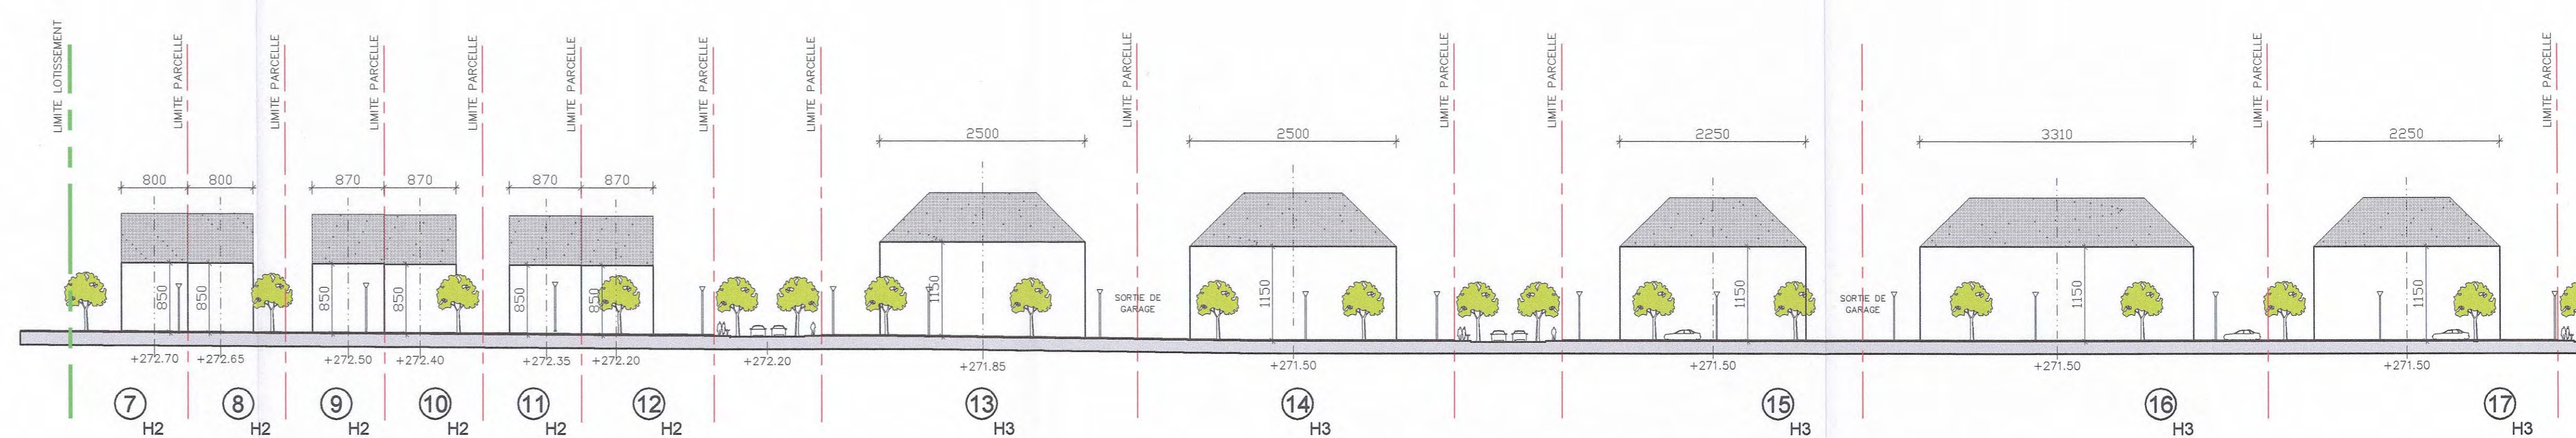 LIMITE LOTISSEMENT
LIMITE PARCELLE
LIMITE PARCELLE
LIMITE PARCELLE
LIMITE PARCELLE
LIMITE PARCELLE
LIMITE PARCELLE
LIMITE PARCELLE
LIMITE PARCELLE
LIMITE PARCELLE
LIMITE PARCELLE
LIMITE PARCELLE
LIMITE PARCELLE
2500
2500
2250
3310
2250
800
800
870
870
870
870
850
850
850
850
850
850
1150
1150
1150
1150
1150
SORTIE DE
GARAGE
SORTIE DE
GARAGE
+272.70
+272.65
+272.50
+272.40
+272.35
+272.20
+272.20
+271.85
+271.50
+271.50
+271.50
+271.50
7
8
9
10
11
12
13
14
15
16
17
H2
H2
H2
H2
H2
H2
H3
H3
H3
H3
H3